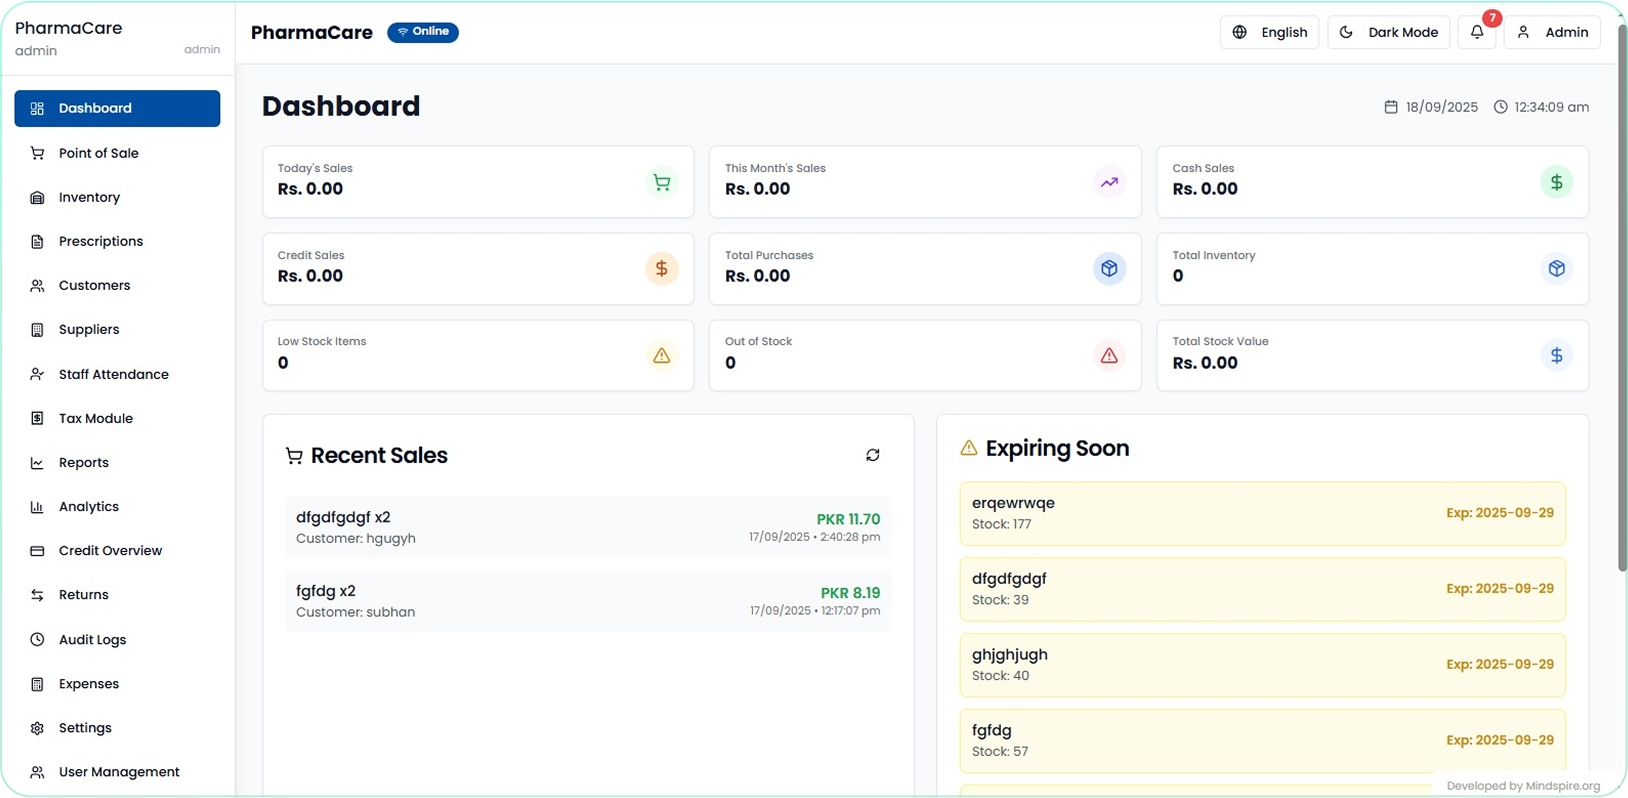 PharmaCare
admin
admin
PharmaCare
Online
English
Dark Mode
7
Admin
Dashboard
Point of Sale
Inventory
Prescriptions
Customers
Suppliers
Staff Attendance
Tax Module
Reports
Analytics
Credit Overview
Returns
Audit Logs
Expenses
Settings
User Management
Dashboard
18/09/2025
12:34:09 am
Today's Sales
Rs. 0.00
This Month's Sales
Rs. 0.00
Cash Sales
Rs. 0.00
Credit Sales
Rs. 0.00
Total Purchases
Rs. 0.00
Total Inventory
0
Low Stock Items
0
Out of Stock
0
Total Stock Value
Rs. 0.00
Recent Sales
dfgdfgdgf x2
PKR 11.70
Customer: hgugyh
17/09/2025 • 2:40:28 pm
fgfdg x2
PKR 8.19
Customer: subhan
17/09/2025 • 12:17:07 pm
Expiring Soon
erqewrwqe
Stock: 177
Exp: 2025-09-29
dfgdfgdgf
Stock: 39
Exp: 2025-09-29
ghjghjugh
Stock: 40
Exp: 2025-09-29
fgfdg
Stock: 57
Exp: 2025-09-29
Developed by Mindspire.org